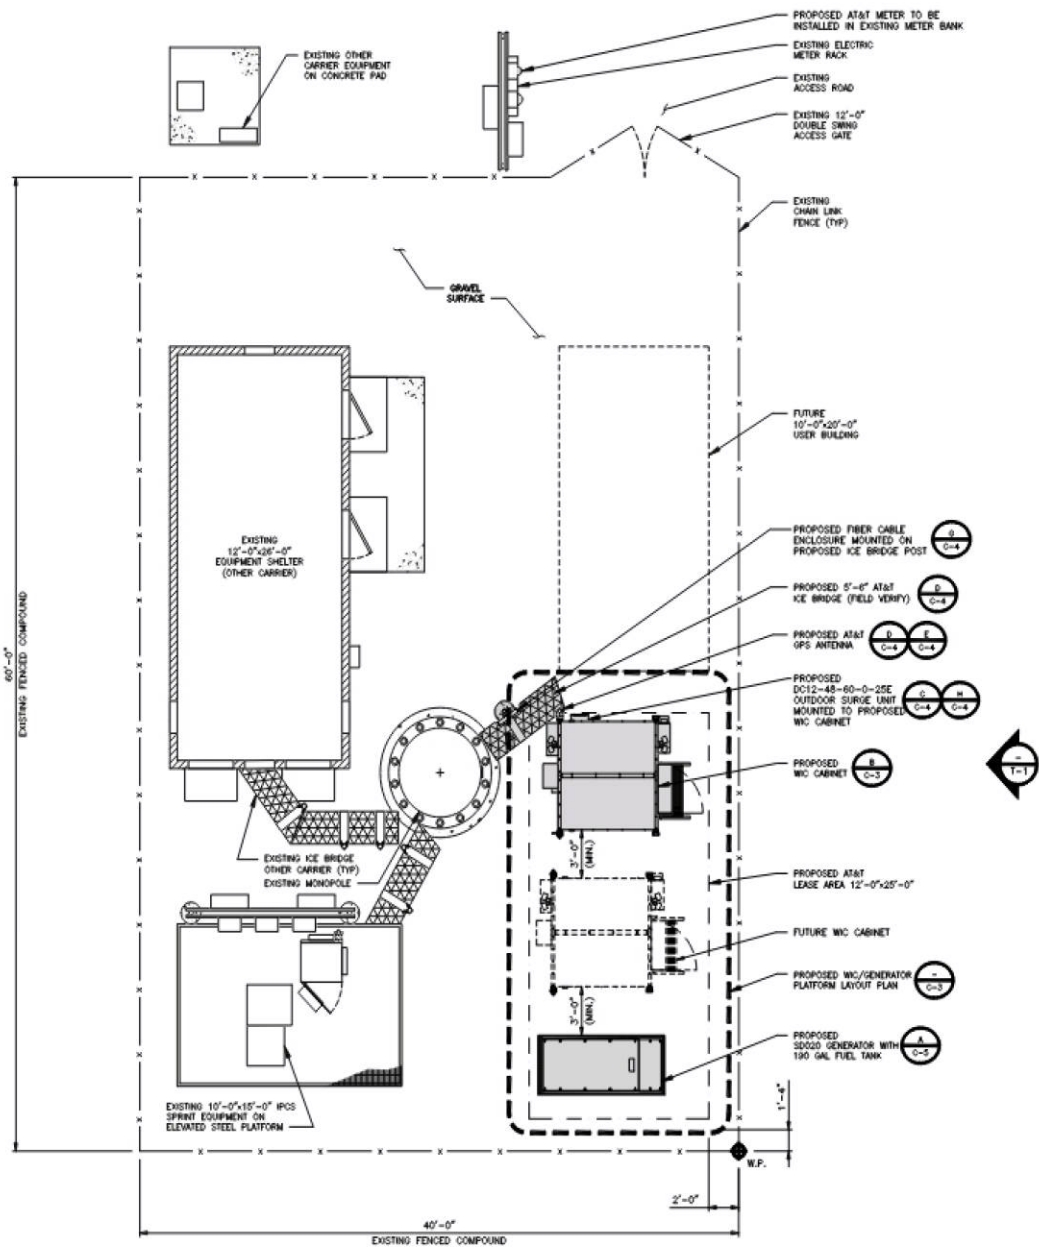 PROPOSED AT&T METER TO BE
INSTALLED IN EXISTING METER BANK
EXISTING ELECTRIC
METER RACK
EXISTING OTHER
CARRIER EQUIPMENT
ON CONCRETE PAD
EXISTING
ACCESS ROAD
EXISTING 12'-0"
DOUBLE SWING
ACCESS GATE
EXISTING
CHAIN LINK
FENCE (TYP)
GRAVEL
SURFACE
FUTURE
10'-0"x20'-0"
USER BUILDING
EXISTING
12'-0"x26'-0"
EQUIPMENT SHELTER
(OTHER CARRIER)
PROPOSED FIBER CABLE
ENCLOSURE MOUNTED ON
PROPOSED ICE BRIDGE POST
C-4
PROPOSED 5'-6" AT&T
ICE BRIDGE (FIELD VERIFY)
D
C-4
PROPOSED AT&T
GPS ANTENNA
D
C-4
E
C-4
60'-0"
EXISTING FENCED COMPOUND
PROPOSED
DC12-48-60-0-25E
OUTDOOR SURGE UNIT
MOUNTED TO PROPOSED
WIC CABINET
C
C-4
H
C-4
PROPOSED
WIC CABINET
B
C-3
-
T-1
3'-0"
(MIN.)
EXISTING ICE BRIDGE
OTHER CARRIER (TYP)
EXISTING MONOPOLE
PROPOSED AT&T
LEASE AREA 12'-0"x25'-0"
FUTURE WIC CABINET
PROPOSED WIC/GENERATOR
PLATFORM LAYOUT PLAN
-
C-3
3'-0"
(MIN.)
PROPOSED
SD020 GENERATOR WITH
190 GAL FUEL TANK
A
C-5
EXISTING 10'-0"x15'-0" IPCS
SPRINT EQUIPMENT ON
ELEVATED STEEL PLATFORM
1'-4"
W.P.
2'-0"
40'-0"
EXISTING FENCED COMPOUND